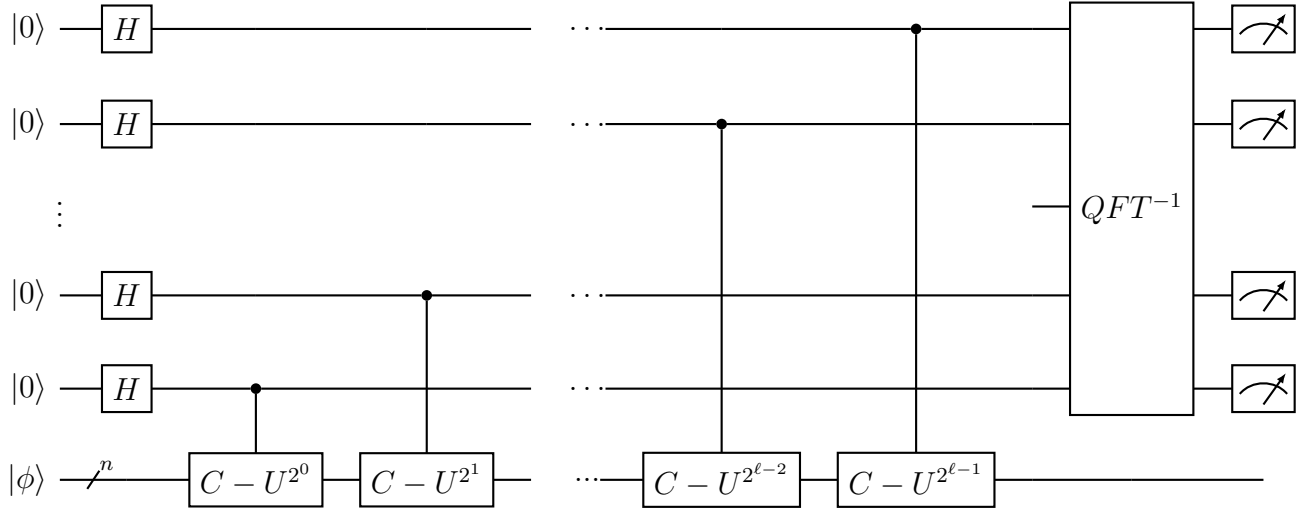 |0⟩ H ···
|0⟩ H ···
⋮ QFT⁻¹
|0⟩ H ···
|0⟩ H ···
|ϕ⟩ n C − U^{2^0} C − U^{2^1} ··· C − U^{2^{ℓ−2}} C − U^{2^{ℓ−1}}